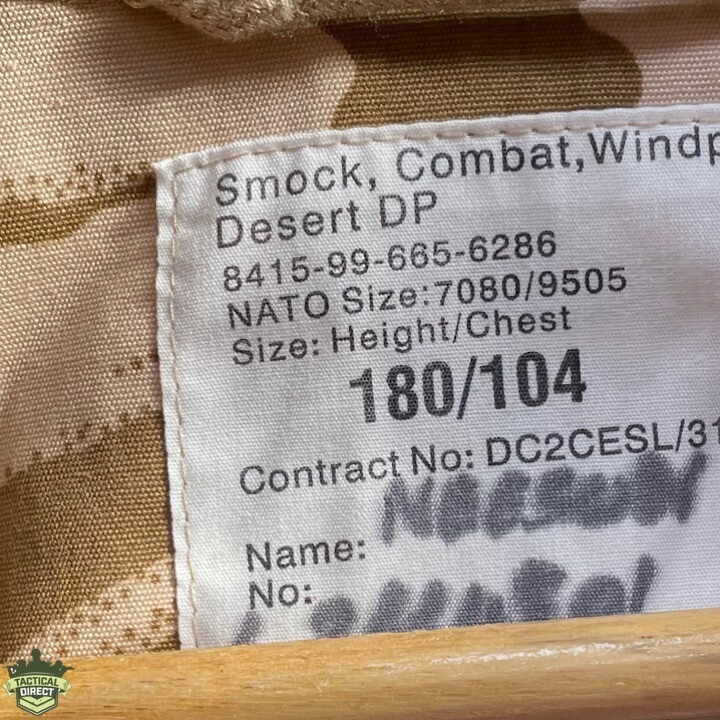 Smock, Combat, Windp
Desert DP
8415-99-665-6286
NATO Size: 7080/9505
Size: Height/Chest
180/104
Contract No: DC2CESL/31
Name:
No:
TACTICAL
DIRECT